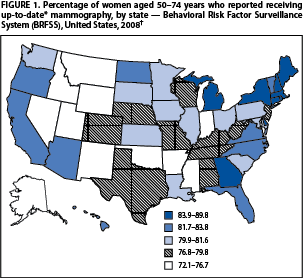 FIGURE 1. Percentage of women aged 50–74 years who reported receiving
up-to-date* mammography, by state — Behavioral Risk Factor Surveillance
System (BRFSS), United States, 2008†
83.9–89.8
81.7–83.8
79.9–81.6
76.8–79.8
72.1–76.7